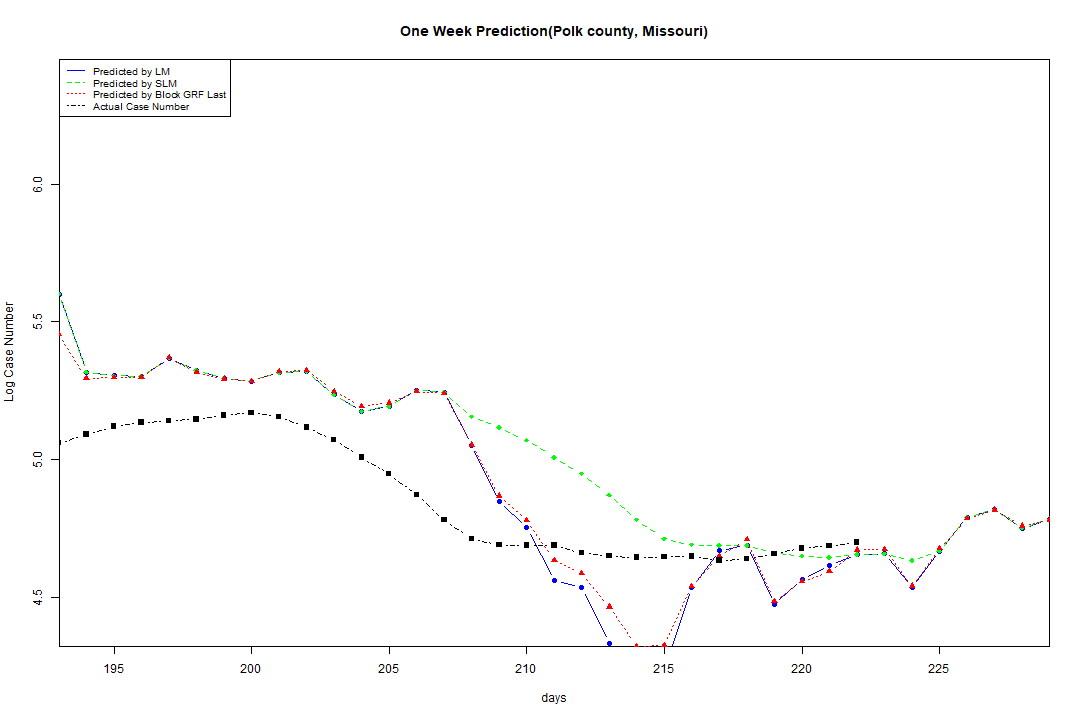 One Week Prediction(Polk county, Missouri)
Predicted by LM
Predicted by SLM
Predicted by Block GRF Last
Actual Case Number
6.0
5.5
5.0
4.5
Log Case Number
195 200 205 210 215 220 225
days